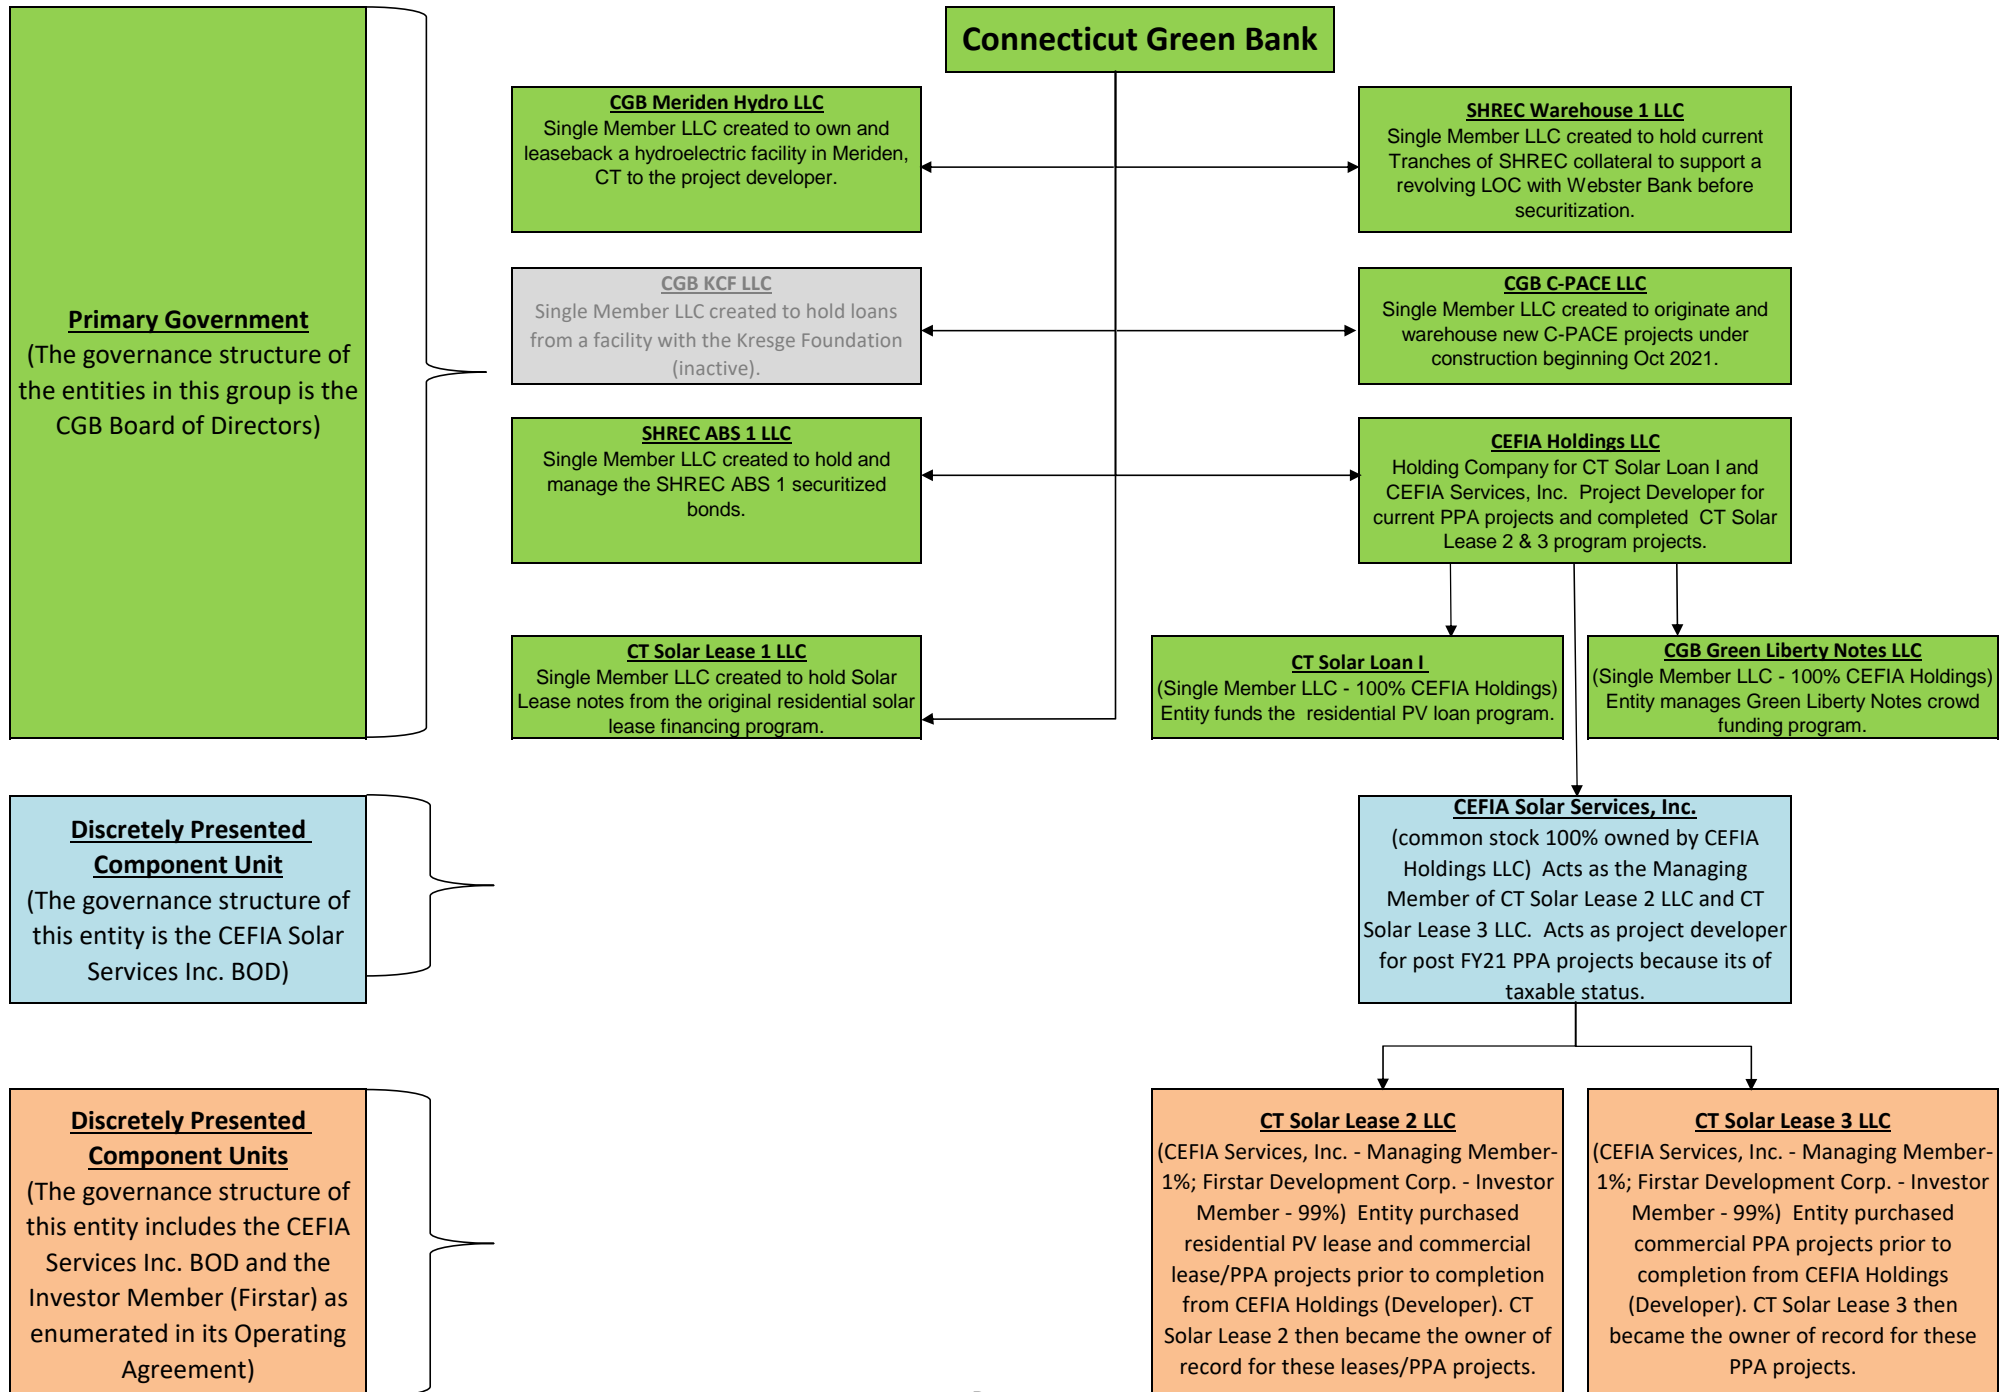 Connecticut Green Bank
Primary Government
(The governance structure of
the entities in this group is the
CGB Board of Directors)
CGB Meriden Hydro LLC
Single Member LLC created to own and
leaseback a hydroelectric facility in Meriden,
CT to the project developer.
SHREC Warehouse 1 LLC
Single Member LLC created to hold current
Tranches of SHREC collateral to support a
revolving LOC with Webster Bank before
securitization.
CGB KCF LLC
Single Member LLC created to hold loans
from a facility with the Kresge Foundation
(inactive).
CGB C-PACE LLC
Single Member LLC created to originate and
warehouse new C-PACE projects under
construction beginning Oct 2021.
SHREC ABS 1 LLC
Single Member LLC created to hold and
manage the SHREC ABS 1 securitized
bonds.
CEFIA Holdings LLC
Holding Company for CT Solar Loan I and
CEFIA Services, Inc.  Project Developer for
current PPA projects and completed  CT Solar
Lease 2 & 3 program projects.
CT Solar Lease 1 LLC
Single Member LLC created to hold Solar
Lease notes from the original residential solar
lease financing program.
CT Solar Loan I
(Single Member LLC - 100% CEFIA Holdings)
Entity funds the  residential PV loan program.
CGB Green Liberty Notes LLC
(Single Member LLC - 100% CEFIA Holdings)
Entity manages Green Liberty Notes crowd
funding program.
Discretely Presented
Component Unit
(The governance structure of
this entity is the CEFIA Solar
Services Inc. BOD)
CEFIA Solar Services, Inc.
(common stock 100% owned by CEFIA
Holdings LLC)  Acts as the Managing
Member of CT Solar Lease 2 LLC and CT
Solar Lease 3 LLC.  Acts as project developer
for post FY21 PPA projects because its of
taxable status.
Discretely Presented
Component Units
(The governance structure of
this entity includes the CEFIA
Services Inc. BOD and the
Investor Member (Firstar) as
enumerated in its Operating
Agreement)
CT Solar Lease 2 LLC
(CEFIA Services, Inc. - Managing Member-
1%; Firstar Development Corp. - Investor
Member - 99%)  Entity purchased
residential PV lease and commercial
lease/PPA projects prior to completion
from CEFIA Holdings (Developer). CT
Solar Lease 2 then became the owner of
record for these leases/PPA projects.
CT Solar Lease 3 LLC
(CEFIA Services, Inc. - Managing Member-
1%; Firstar Development Corp. - Investor
Member - 99%)  Entity purchased
commercial PPA projects prior to
completion from CEFIA Holdings
(Developer). CT Solar Lease 3 then
became the owner of record for these
PPA projects.